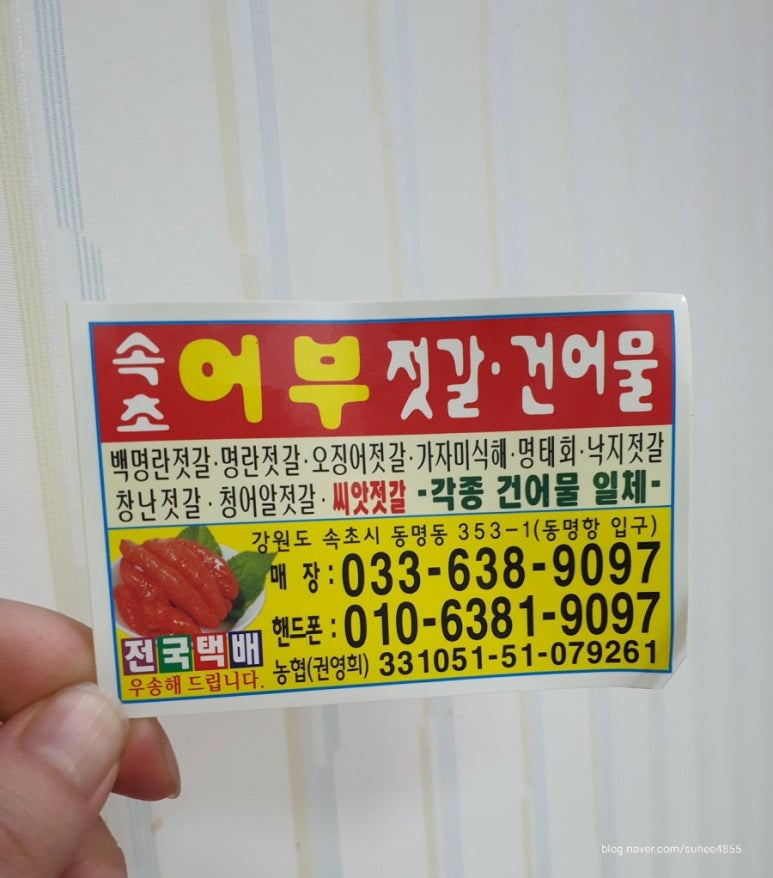 속초 어부 젓갈·건어물
백명란젓갈·명란젓갈·오징어젓갈·가자미식해·명태회·낙지젓갈
창난젓갈·청어알젓갈·씨앗젓갈 -각종 건어물 일체-
강원도 속초시 동명동 353-1(동명항 입구)
매 장:033-638-9097
핸드폰:010-6381-9097
전국택배
우송해 드립니다.
농협(권영희) 331051-51-079261
blog.naver.com/suhee4855